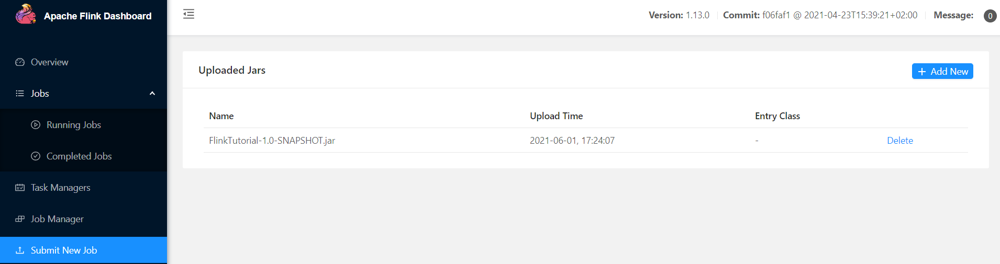 Apache Flink Dashboard
Version: 1.13.0 Commit: f06faf1 @ 2021-04-23T15:39:21+02:00 Message: 0
Overview
Jobs
Running Jobs
Completed Jobs
Task Managers
Job Manager
Submit New Job
Uploaded Jars
Add New
Name Upload Time Entry Class
FlinkTutorial-1.0-SNAPSHOT.jar 2021-06-01, 17:24:07 - Delete